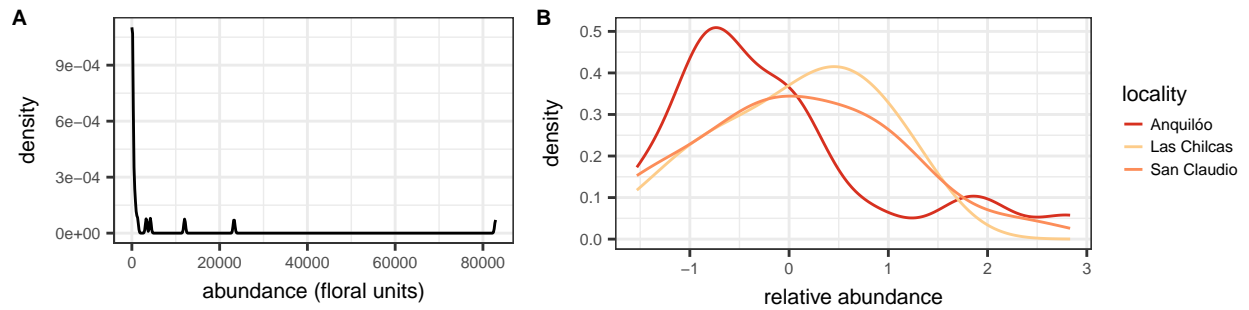 A
density
9e−04
6e−04
3e−04
0e+00
0
20000
40000
60000
80000
abundance (floral units)
B
density
0.5
0.4
0.3
0.2
0.1
0.0
−1
0
1
2
3
relative abundance
locality
Anquilóo
Las Chilcas
San Claudio